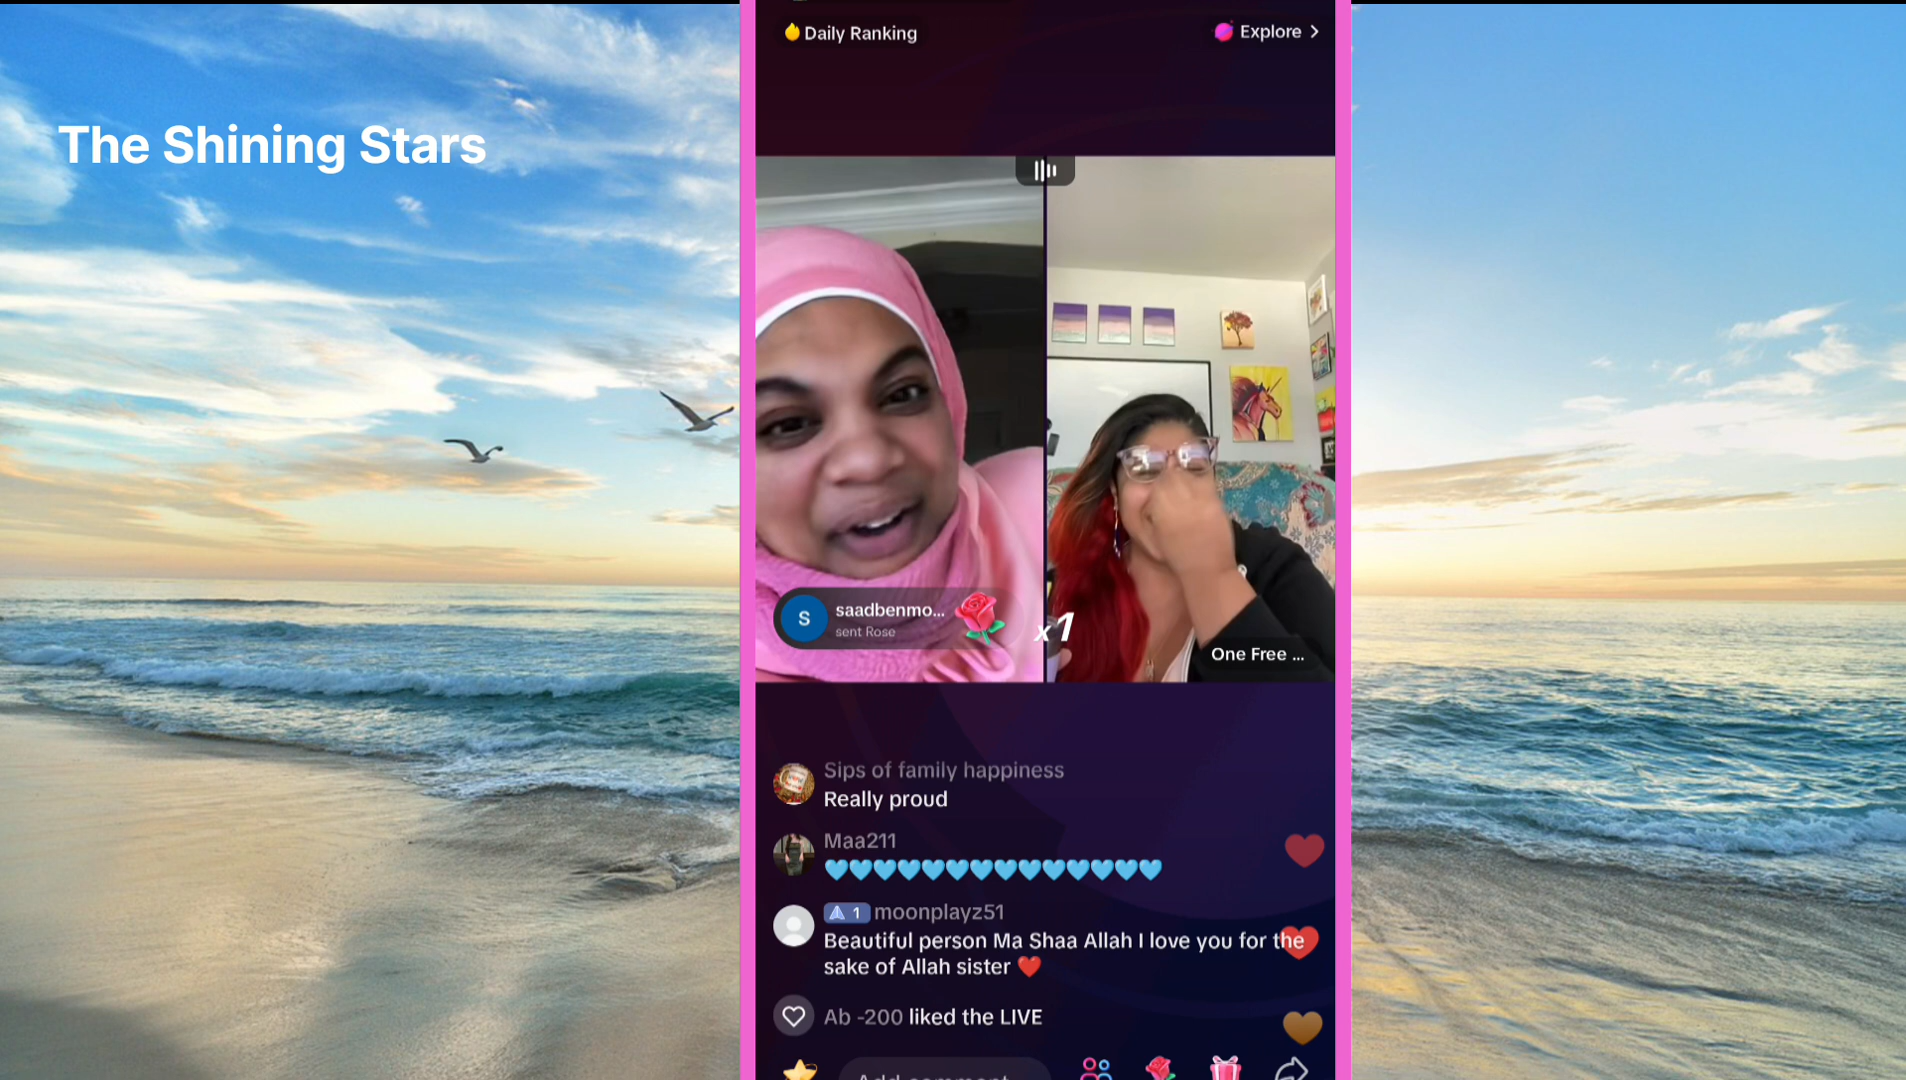 Daily Ranking
Explore >
The Shining Stars
S
saadbenmo...
sent Rose
x1
One Free ...
Sips of family happiness
Really proud
Maa211
🩵🩵🩵🩵🩵🩵🩵🩵🩵🩵🩵🩵🩵🩵
1 moonplayz51
Beautiful person Ma Shaa Allah I love you for the
sake of Allah sister ❤️
Ab -200 liked the LIVE
Add comment